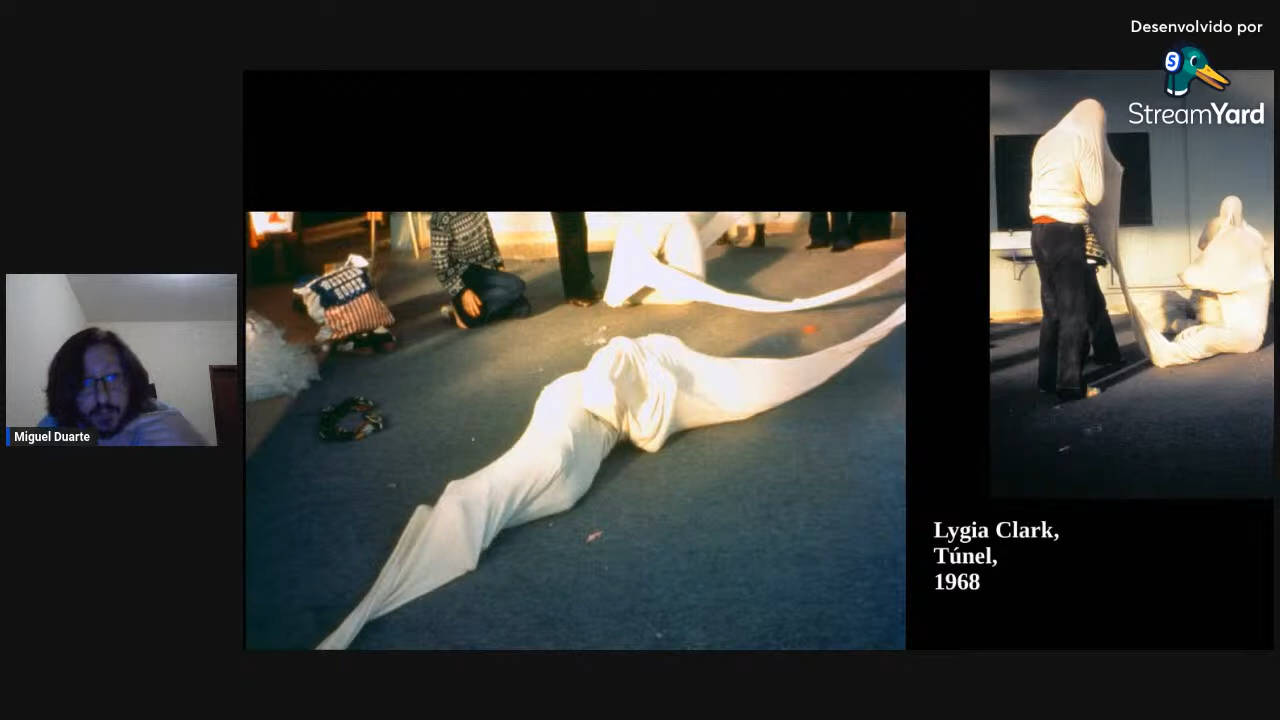 Desenvolvido por
StreamYard
Miguel Duarte
Lygia Clark,
Túnel,
1968